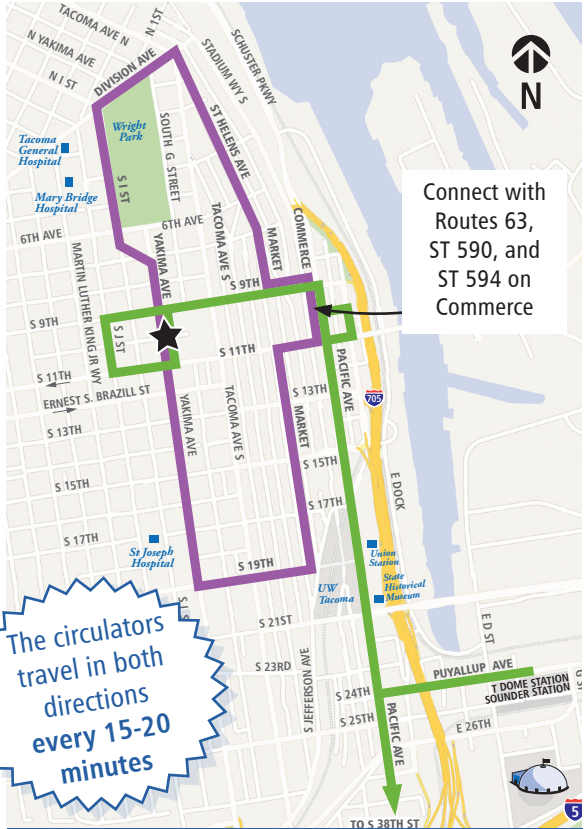 TACOMA AVE N
N 1ST
N YAKIMA AVE
N I ST
DIVISION AVE
STADIUM WY S
SCHUSTER PKWY
N
Wright
Park
SOUTH G STREET
ST HELENS AVE
Tacoma
General
Hospital
Mary Bridge
Hospital
S I ST
6TH AVE
6TH AVE
MARTIN LUTHER KING JR WY
YAKIMA AVE
TACOMA AVE S
MARKET
COMMERCE
Connect with
Routes 63,
ST 590, and
ST 594 on
Commerce
S 9TH
S 9TH
S J ST
S 11TH
S 11TH
PACIFIC AVE
ERNEST S. BRAZILL ST
S 13TH
S 13TH
YAKIMA AVE
TACOMA AVE S
MARKET
705
S 15TH
S 15TH
S 17TH
S 17TH
E DOCK
St Joseph
Hospital
S 19TH
Union
Station
UW
Tacoma
State
Historical
Museum
S 21ST
S 23RD
S JEFFERSON AVE
E D ST
PUYALLUP AVE
T DOME STATION
SOUNDER STATION
S 24TH
S 25TH
PACIFIC AVE
E 26TH
5
TO S 38TH ST
The circulators
travel in both
directions
every 15-20
minutes